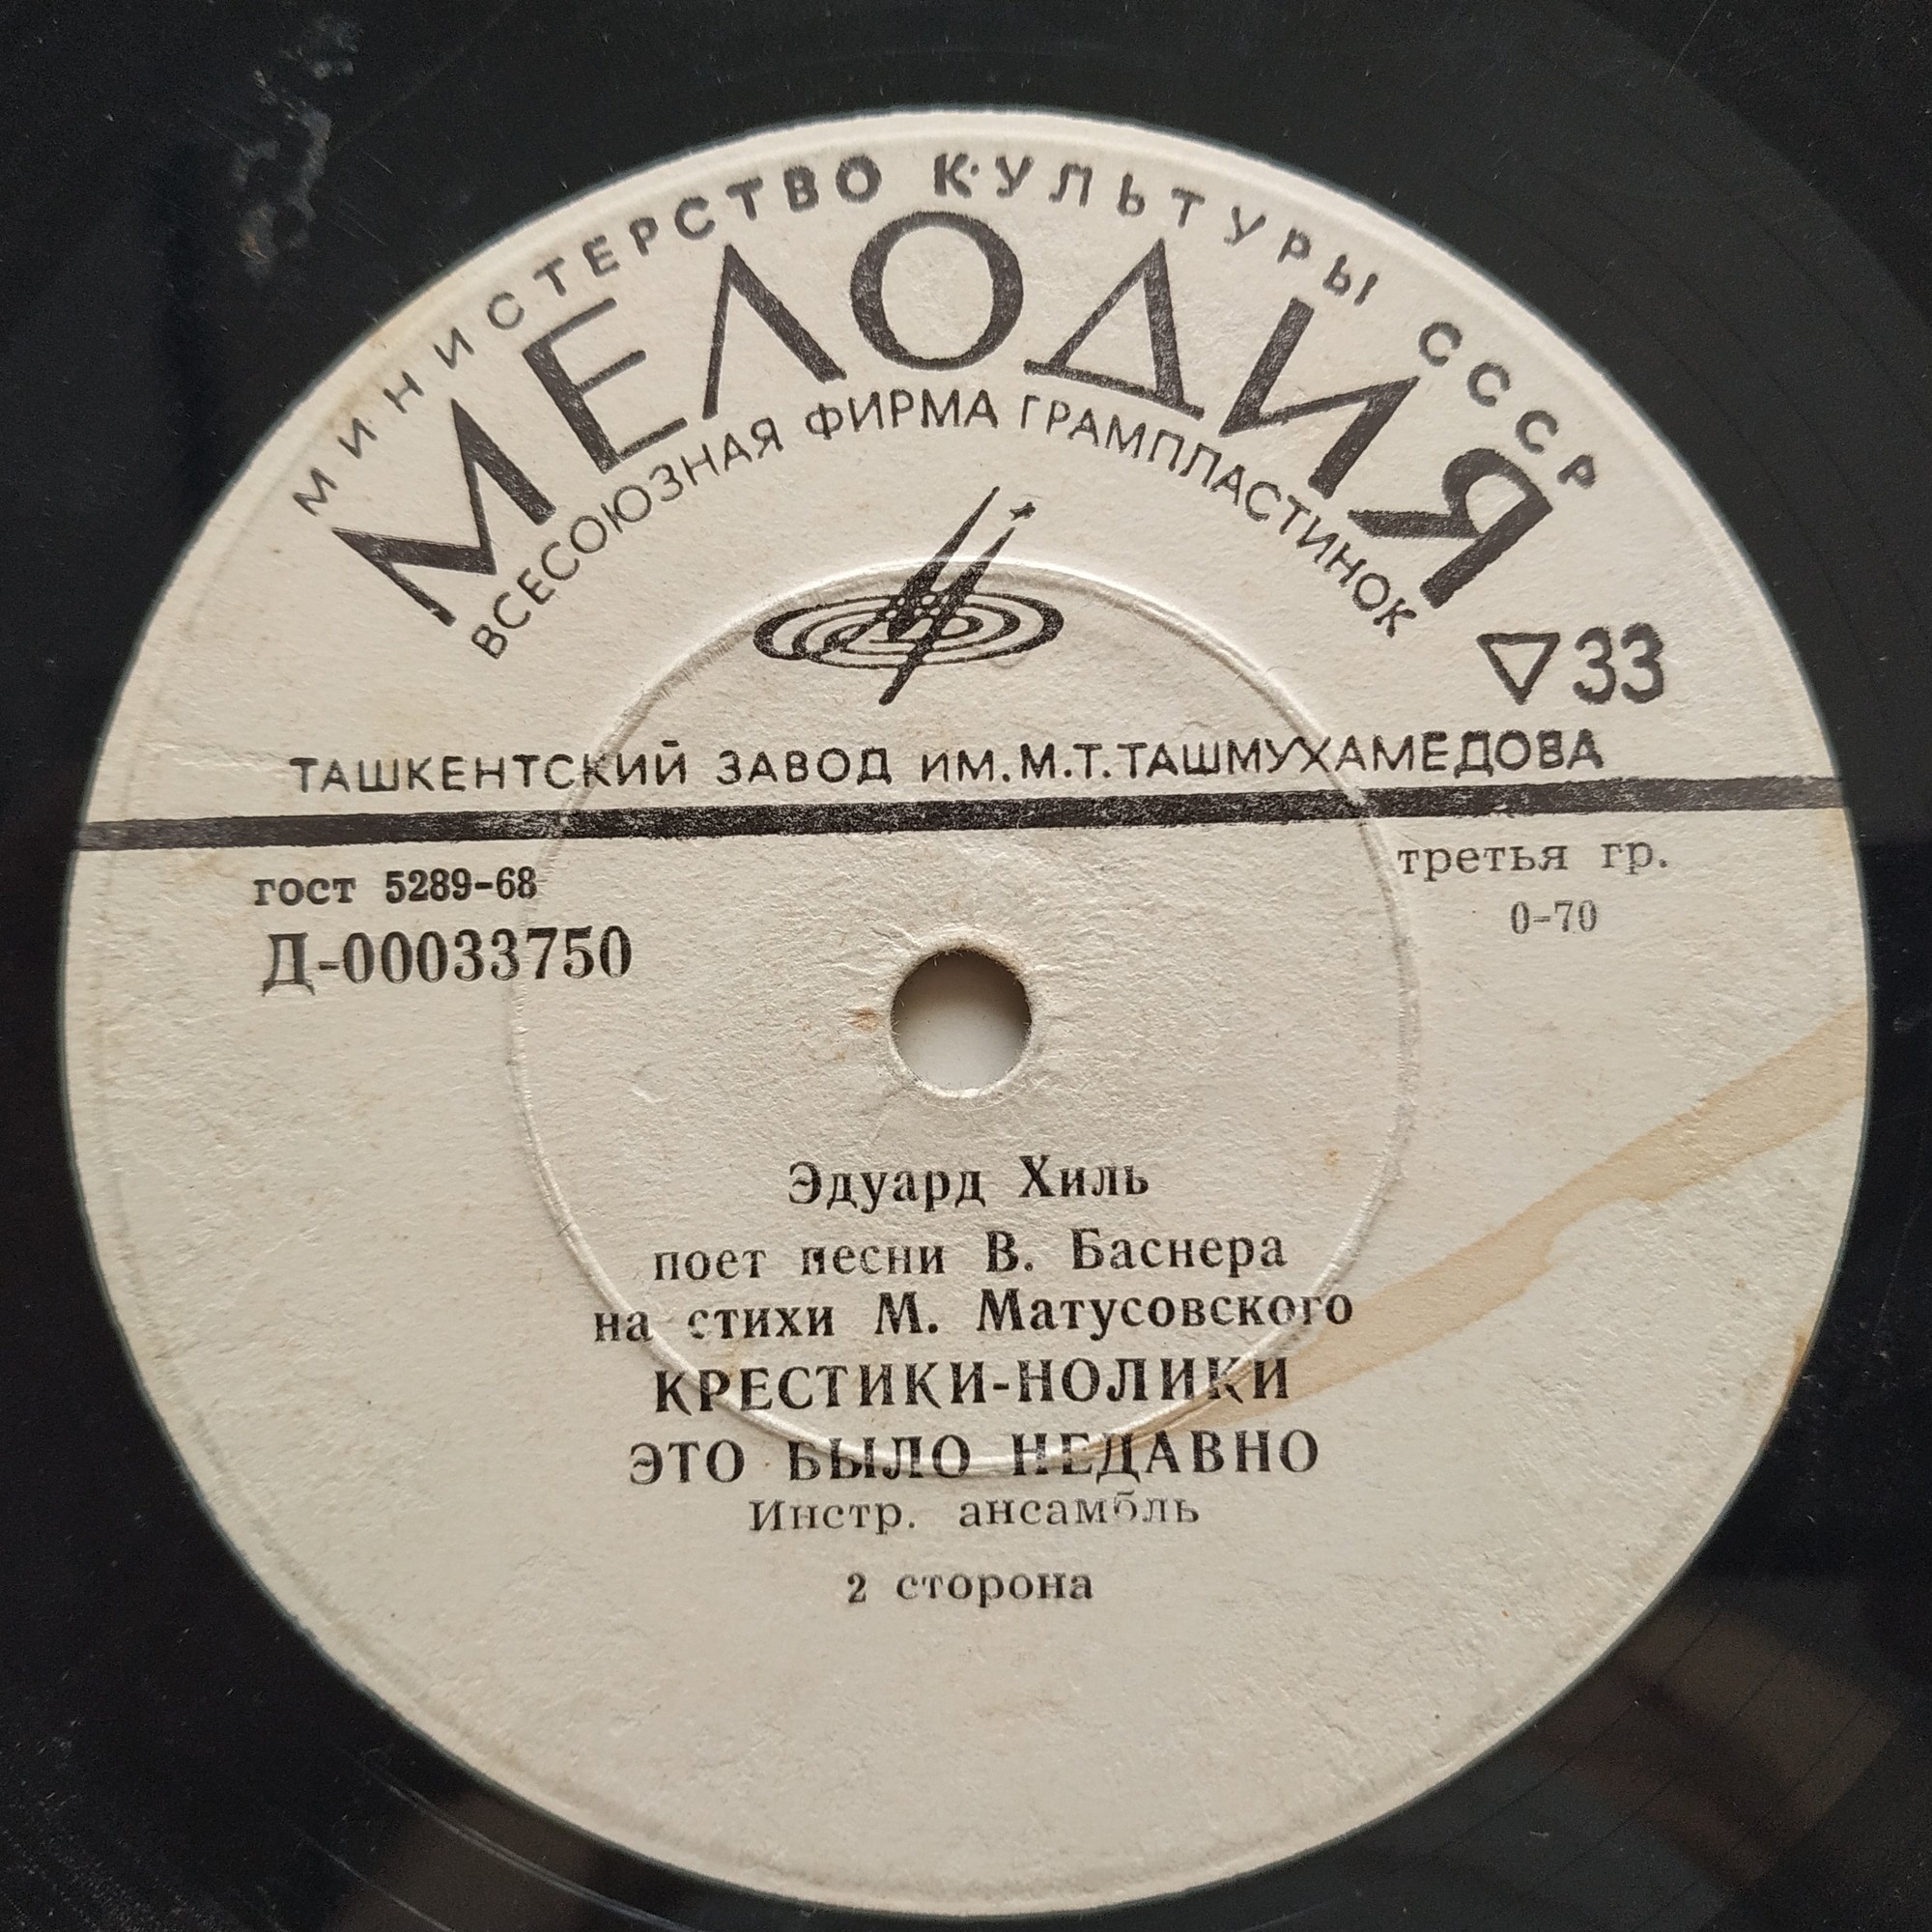 МИНИСТЕРСТВО КУЛЬТУРЫ СССР
МЕЛОДИЯ
ВСЕСОЮЗНАЯ ФИРМА ГРАМПЛАСТИНОК
▽33
ТАШКЕНТСКИЙ ЗАВОД ИМ. М.Т. ТАШМУХАМЕДОВА
гост 5289-68
третья гр.
Д-00033750
0-70
Эдуард Хиль
поет песни В. Баснера
на стихи М. Матусовского
КРЕСТИКИ-НОЛИКИ
ЭТО БЫЛО НЕДАВНО
Инстр. ансамбль
2 сторона